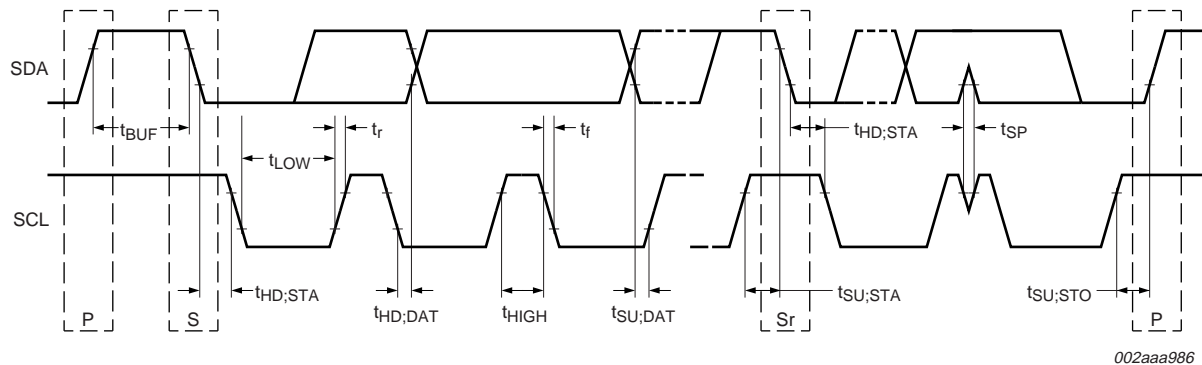 SDA
tBUF
tr
tf
tHD;STA
tSP
tLOW
SCL
tHD;STA
tHD;DAT
tHIGH
tSU;DAT
tSU;STA
tSU;STO
P
S
Sr
P
002aaa986